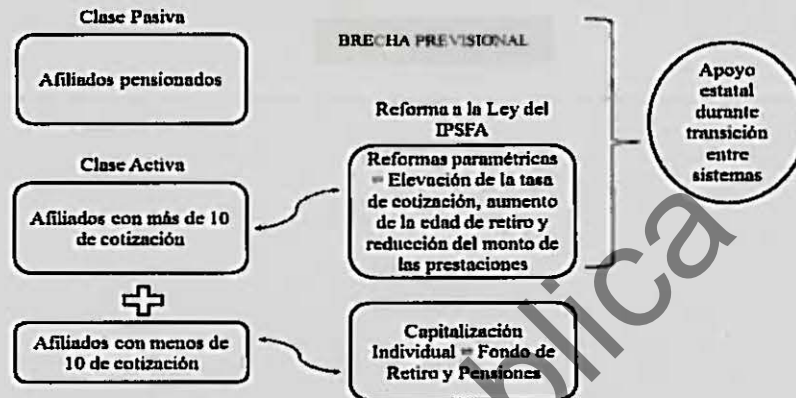 Clase Pasiva
Afiliados pensionados
BRECHA PREVISIONAL
Apoyo
estatal
durante
transición
entre
sistemas
Reforma a la Ley del
IPSFA
Reformas paramétricas
= Elevación de la tasa
de cotización, aumento
de la edad de retiro y
reducción del monto de
las prestaciones
Clase Activa
Afiliados con más de 10
de cotización
Afiliados con menos de
10 de cotización
Capitalización
Individual = Fondo de
Retiro y Pensiones